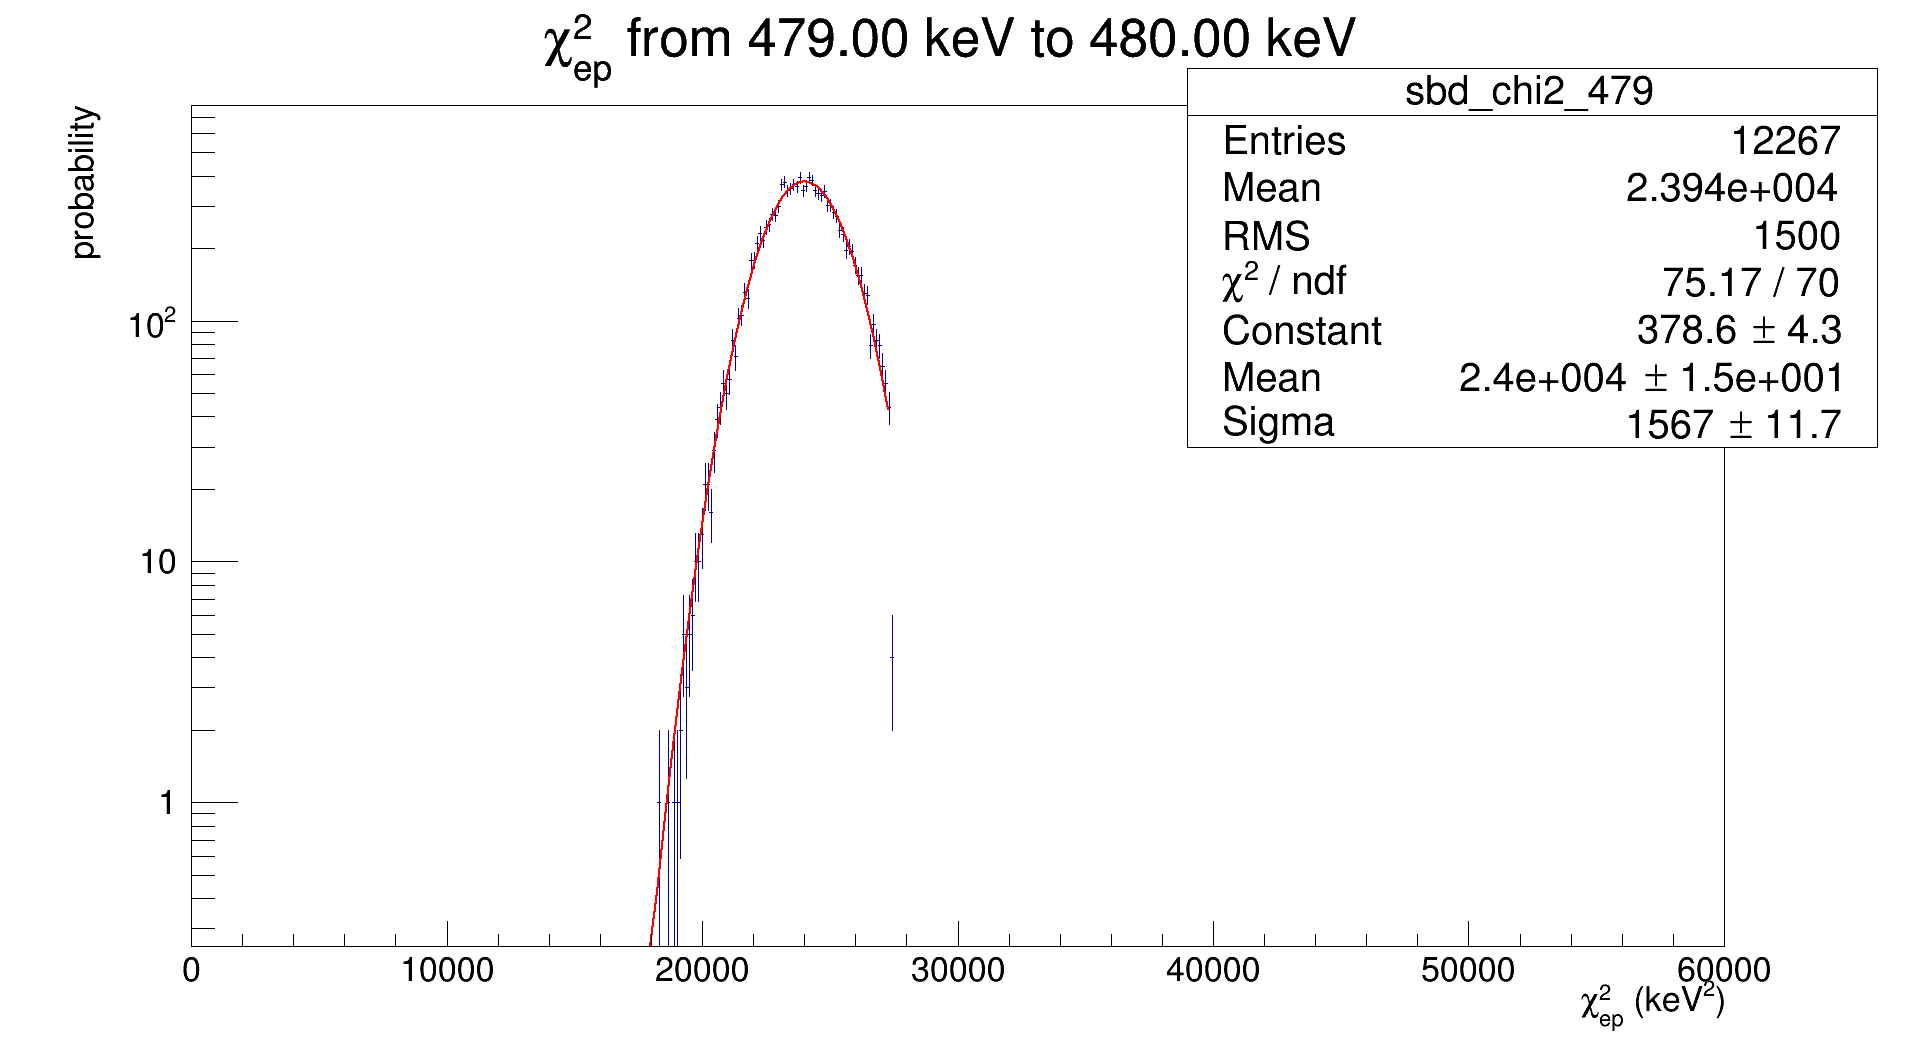 χ²ep from 479.00 keV to 480.00 keV
probability
sbd_chi2_479
Entries 12267
Mean 2.394e+004
RMS 1500
χ² / ndf 75.17 / 70
Constant 378.6 ± 4.3
Mean 2.4e+004 ± 1.5e+001
Sigma 1567 ± 11.7
10²
10
1
0 10000 20000 30000 40000 50000 60000
χ²ep (keV²)